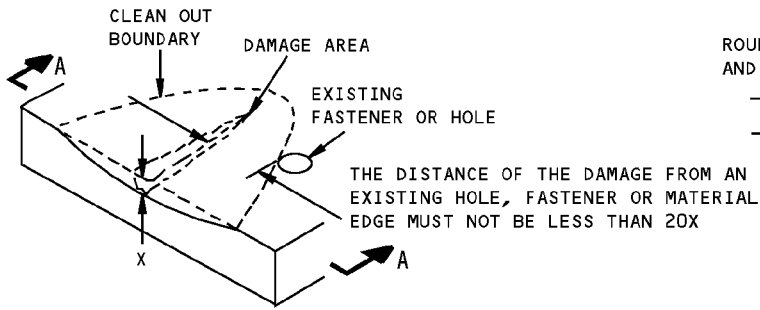 CLEAN OUT
BOUNDARY
DAMAGE AREA
A
EXISTING
FASTENER OR HOLE
THE DISTANCE OF THE DAMAGE FROM AN
EXISTING HOLE, FASTENER OR MATERIAL
EDGE MUST NOT BE LESS THAN 20X
A
X
AND